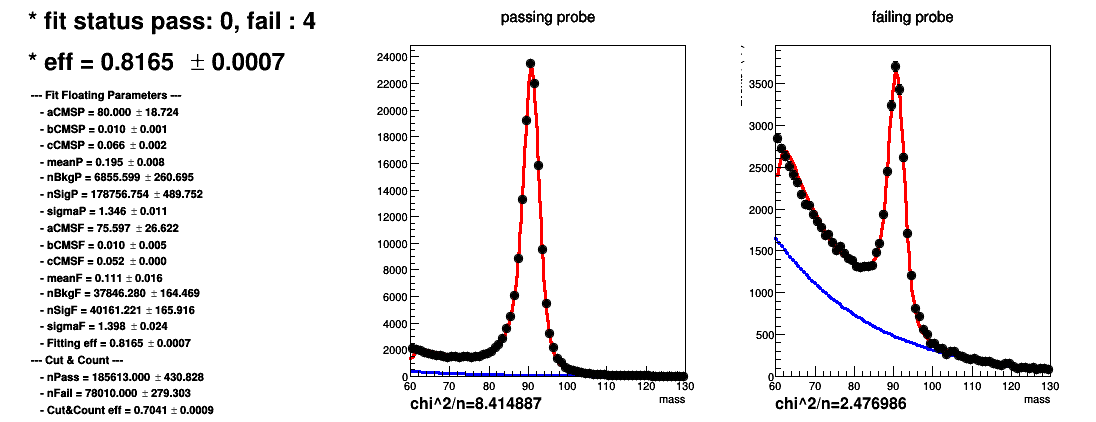 * fit status pass: 0, fail : 4
* eff = 0.8165 ± 0.0007
--- Fit Floating Parameters ---
- aCMSP = 80.000 ± 18.724
- bCMSP = 0.010 ± 0.001
- cCMSP = 0.066 ± 0.002
- meanP = 0.195 ± 0.008
- nBkgP = 6855.599 ± 260.695
- nSigP = 178756.754 ± 489.752
- sigmaP = 1.346 ± 0.011
- aCMSF = 75.597 ± 26.622
- bCMSF = 0.010 ± 0.005
- cCMSF = 0.052 ± 0.000
- meanF = 0.111 ± 0.016
- nBkgF = 37846.280 ± 164.469
- nSigF = 40161.221 ± 165.916
- sigmaF = 1.398 ± 0.024
- Fitting eff = 0.8165 ± 0.0007
--- Cut & Count ---
- nPass = 185613.000 ± 430.828
- nFail = 78010.000 ± 279.303
- Cut&Count eff = 0.7041 ± 0.0009
passing probe
24000
22000
20000
18000
16000
14000
12000
10000
8000
6000
4000
2000
0
60 70 80 90 100 110 120 130
mass
chi^2/n=8.414887
failing probe
3500
3000
2500
2000
1500
1000
500
0
60 70 80 90 100 110 120 130
mass
chi^2/n=2.476986